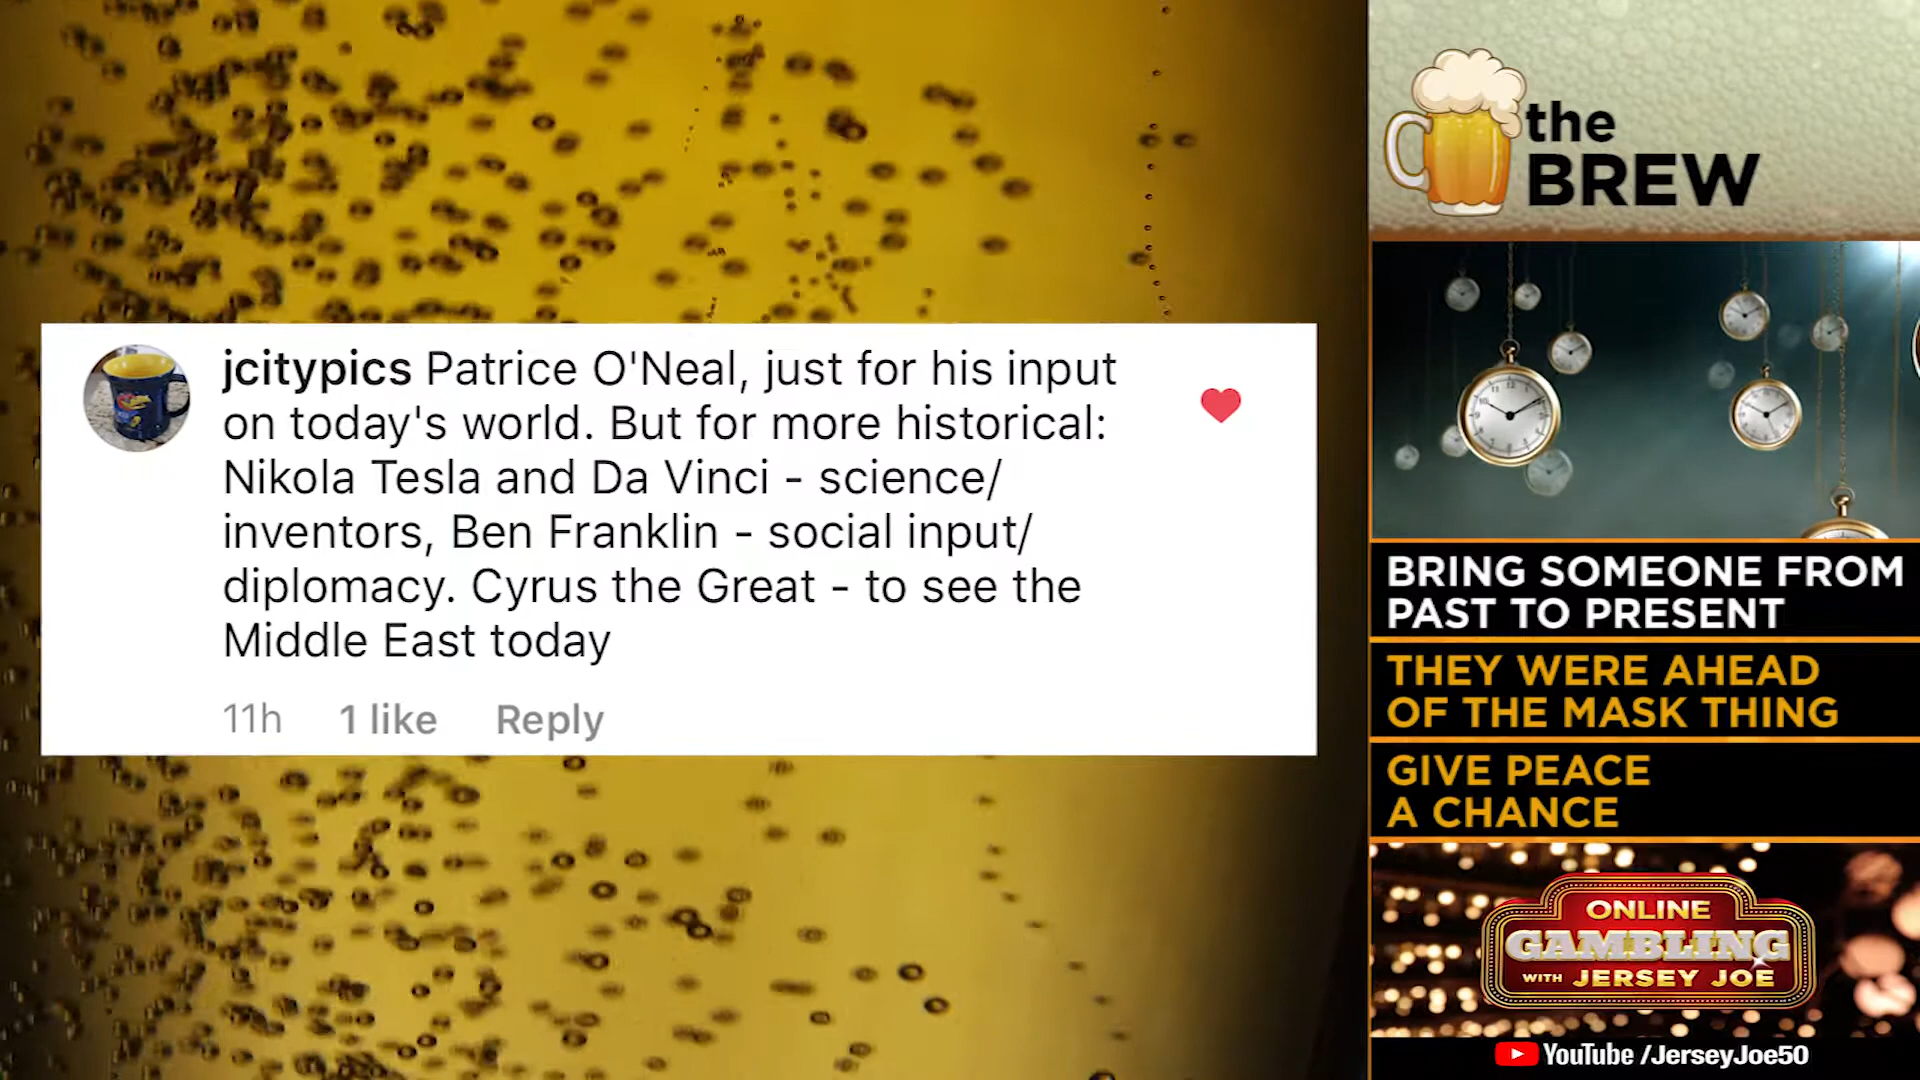 jcitypics Patrice O'Neal, just for his input
on today's world. But for more historical:
Nikola Tesla and Da Vinci - science/
inventors, Ben Franklin - social input/
diplomacy. Cyrus the Great - to see the
Middle East today
11h 1 like Reply
the
BREW
BRING SOMEONE FROM
PAST TO PRESENT
THEY WERE AHEAD
OF THE MASK THING
GIVE PEACE
A CHANCE
ONLINE
GAMBLING
WITH JERSEY JOE
YouTube /JerseyJoe50